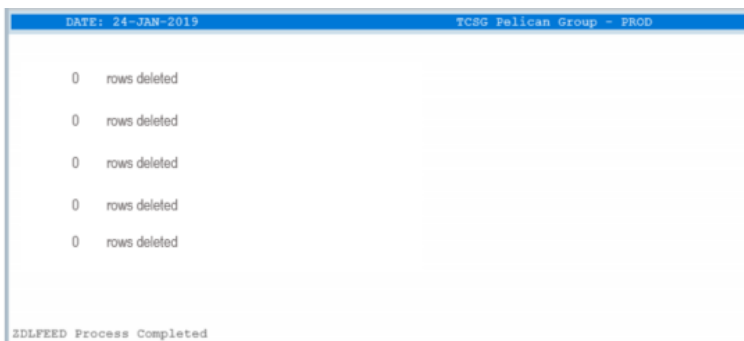 DATE: 24-JAN-2019 TCSG Pelican Group - PROD
0 rows deleted
0 rows deleted
0 rows deleted
0 rows deleted
0 rows deleted
ZDLFEED Process Completed